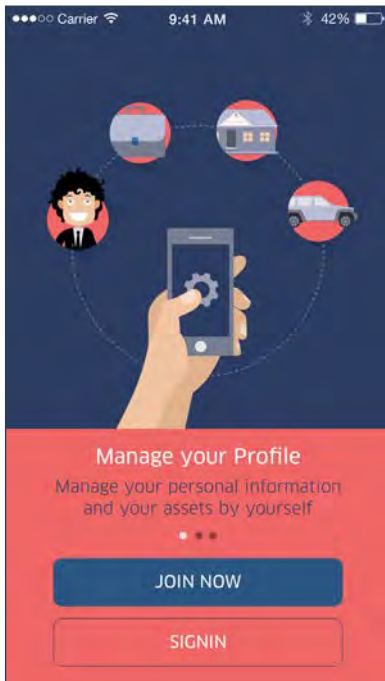 Carrier 9:41 AM 42%
Manage your Profile
Manage your personal information
and your assets by yourself
JOIN NOW
SIGNIN